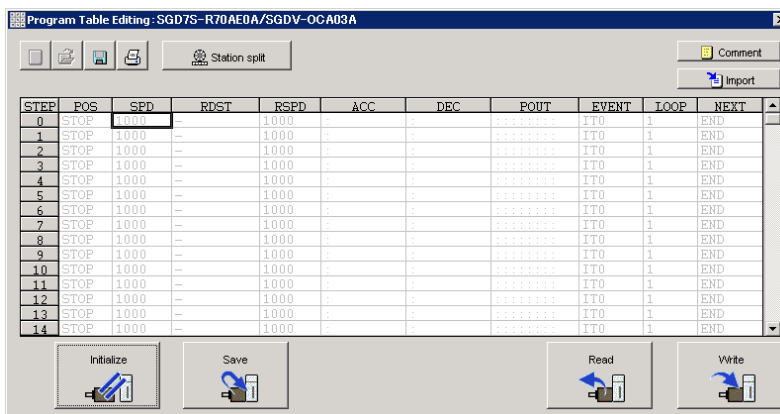 Program Table Editing : SGD7S-R70AE0A/SGDV-OCA03A
Station split
Comment
Import
STEP POS SPD RDST RSPD ACC DEC POUT EVENT LOOP NEXT
0 STOP 1000 - 1000 : : :::::::: IT0 1 END
1 STOP 1000 - 1000 : : :::::::: IT0 1 END
2 STOP 1000 - 1000 : : :::::::: IT0 1 END
3 STOP 1000 - 1000 : : :::::::: IT0 1 END
4 STOP 1000 - 1000 : : :::::::: IT0 1 END
5 STOP 1000 - 1000 : : :::::::: IT0 1 END
6 STOP 1000 - 1000 : : :::::::: IT0 1 END
7 STOP 1000 - 1000 : : :::::::: IT0 1 END
8 STOP 1000 - 1000 : : :::::::: IT0 1 END
9 STOP 1000 - 1000 : : :::::::: IT0 1 END
10 STOP 1000 - 1000 : : :::::::: IT0 1 END
11 STOP 1000 - 1000 : : :::::::: IT0 1 END
12 STOP 1000 - 1000 : : :::::::: IT0 1 END
13 STOP 1000 - 1000 : : :::::::: IT0 1 END
14 STOP 1000 - 1000 : : :::::::: IT0 1 END
Initialize Save Read Write